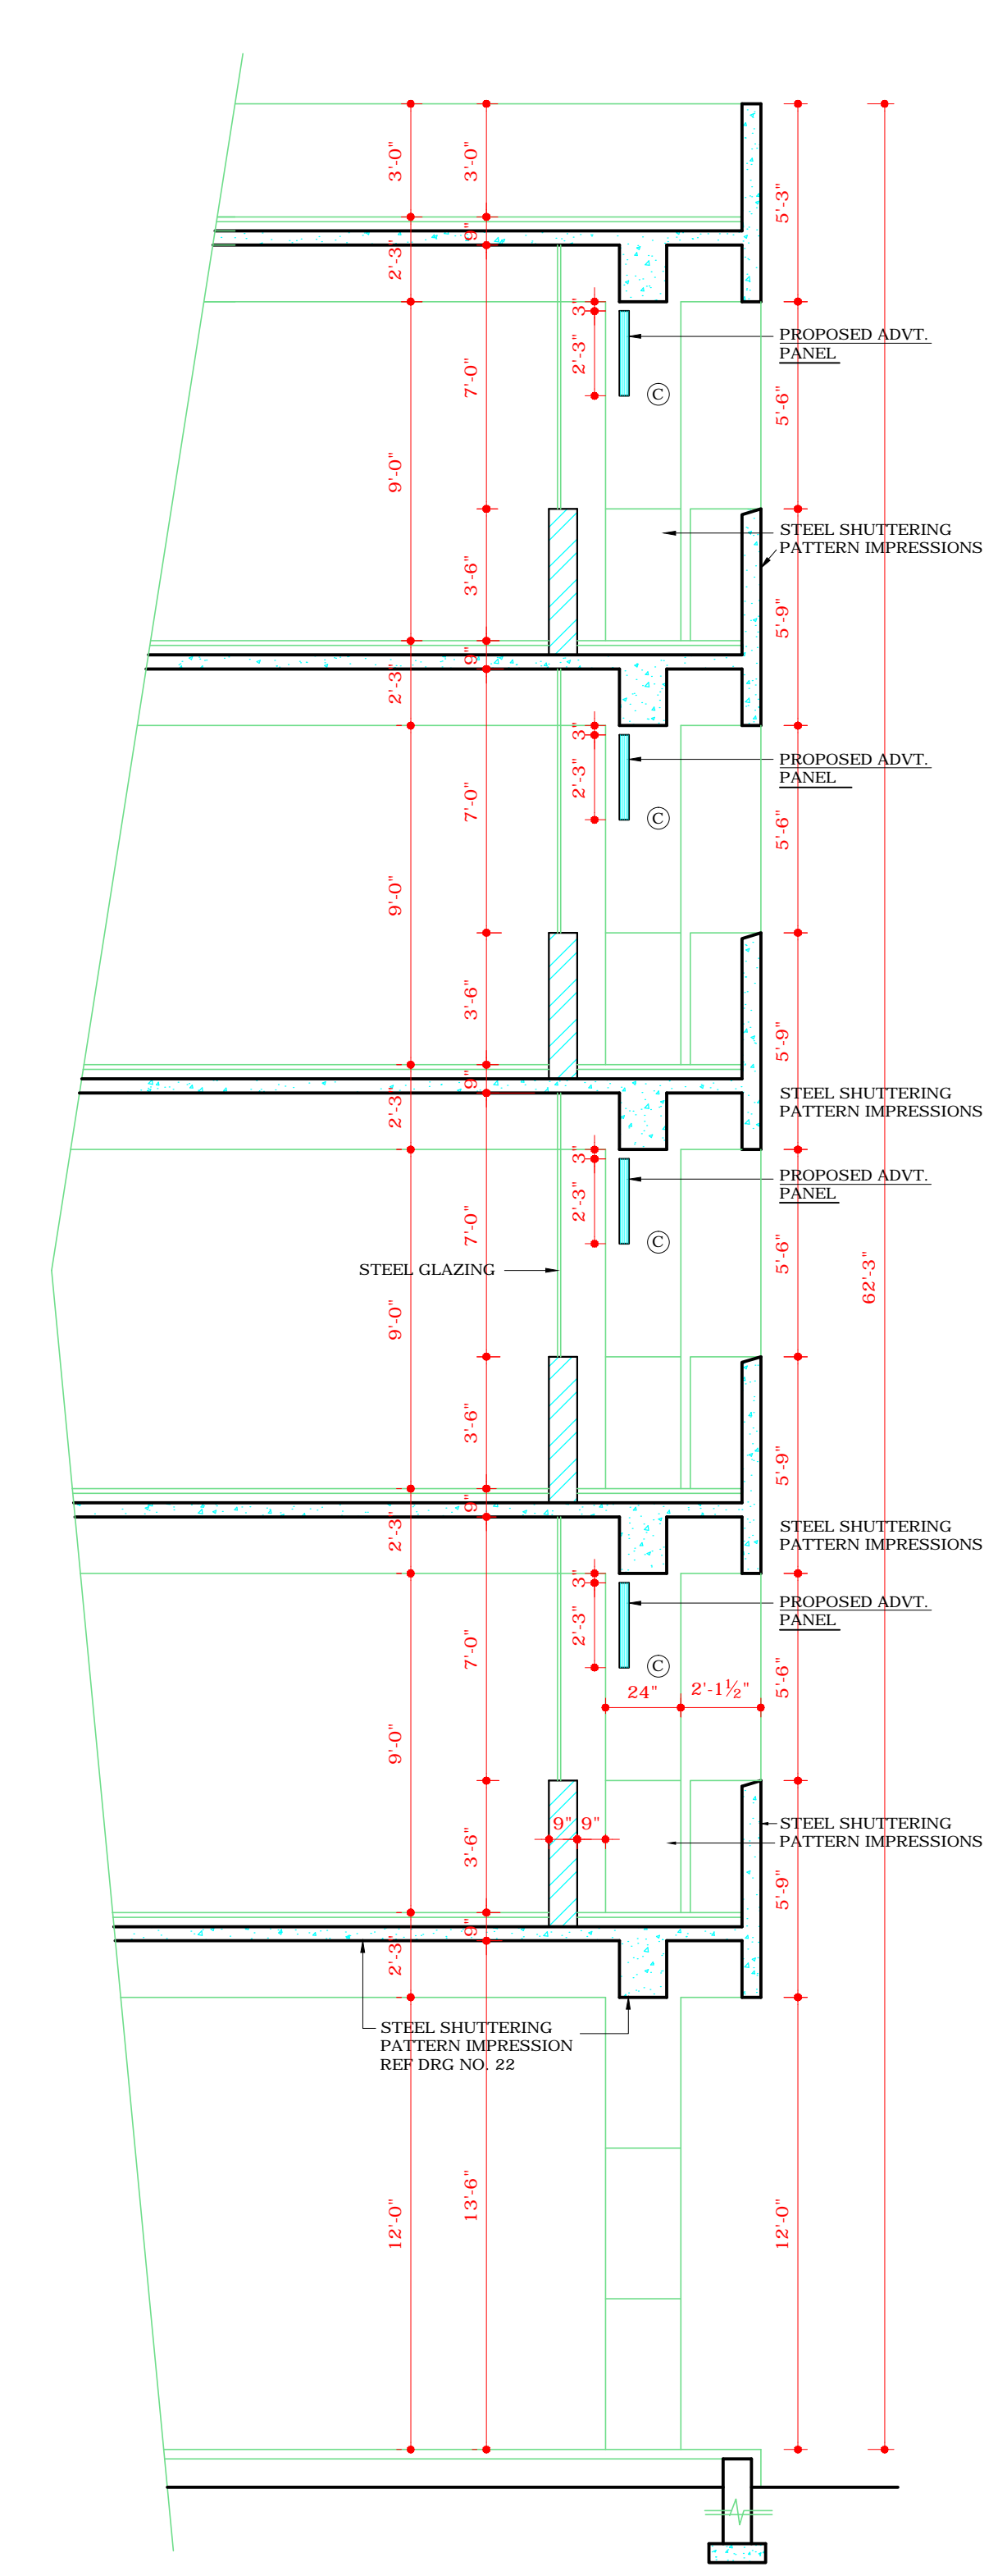 3'-0"
3'-0"
5'-3"
9"
2'-3"
3"
PROPOSED ADVT.
PANEL
2'-3"
7'-0"
C
5'-6"
9'-0"
STEEL SHUTTERING
PATTERN IMPRESSIONS
3'-6"
5'-9"
9"
2'-3"
3"
PROPOSED ADVT.
PANEL
2'-3"
7'-0"
C
5'-6"
9'-0"
3'-6"
5'-9"
9"
2'-3"
STEEL SHUTTERING
PATTERN IMPRESSIONS
3"
PROPOSED ADVT.
PANEL
2'-3"
7'-0"
C
5'-6"
STEEL GLAZING
62'-3"
9'-0"
3'-6"
5'-9"
9"
2'-3"
STEEL SHUTTERING
PATTERN IMPRESSIONS
3"
PROPOSED ADVT.
PANEL
2'-3"
7'-0"
C
5'-6"
24"
2'-1½"
9'-0"
9" 9"
STEEL SHUTTERING
PATTERN IMPRESSIONS
3'-6"
5'-9"
9"
2'-3"
STEEL SHUTTERING
PATTERN IMPRESSION
REF DRG NO. 22
13'-6"
12'-0"
12'-0"